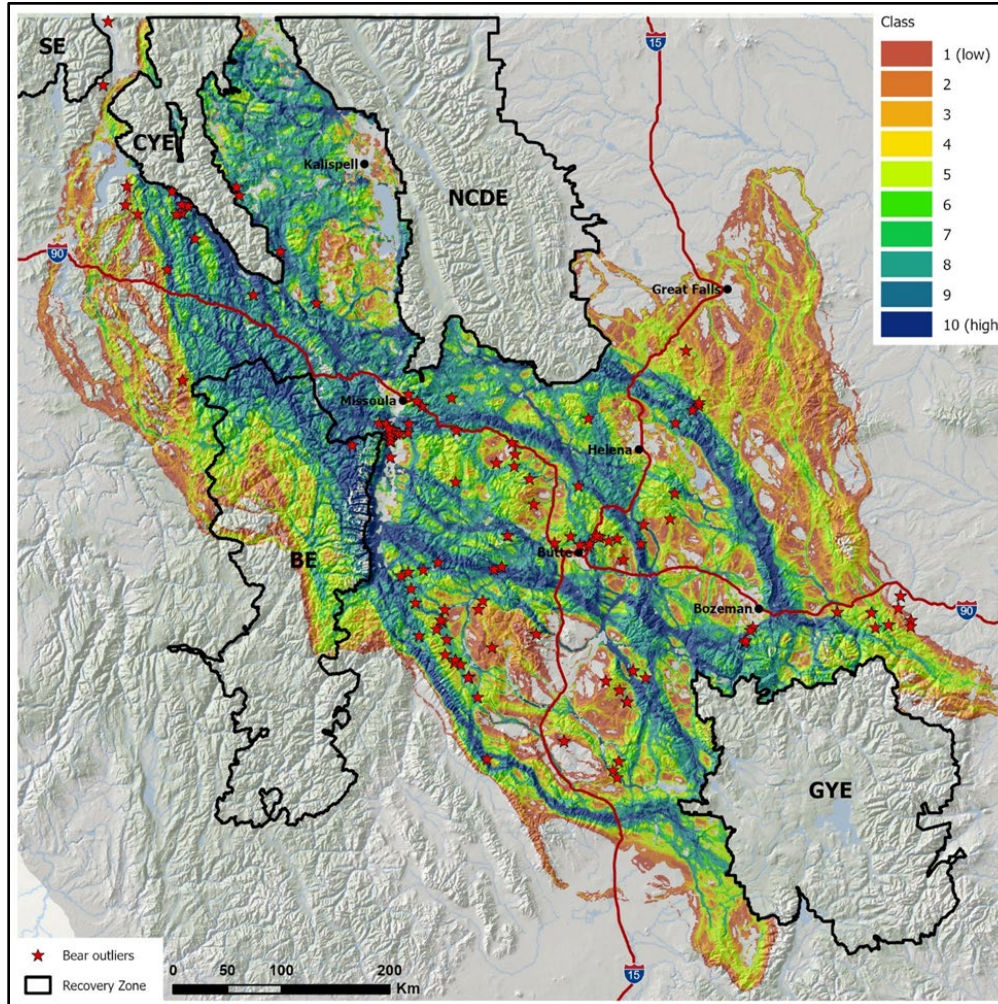 SE
15
Class
1 (low)
2
3
4
5
6
7
8
9
10 (high)
CYE
Kalispell
NCDE
90
Great Falls
Missoula
Helena
BE
Butte
Bozeman
90
GYE
15
Bear outliers
Recovery Zone
0 50 100 200
Km